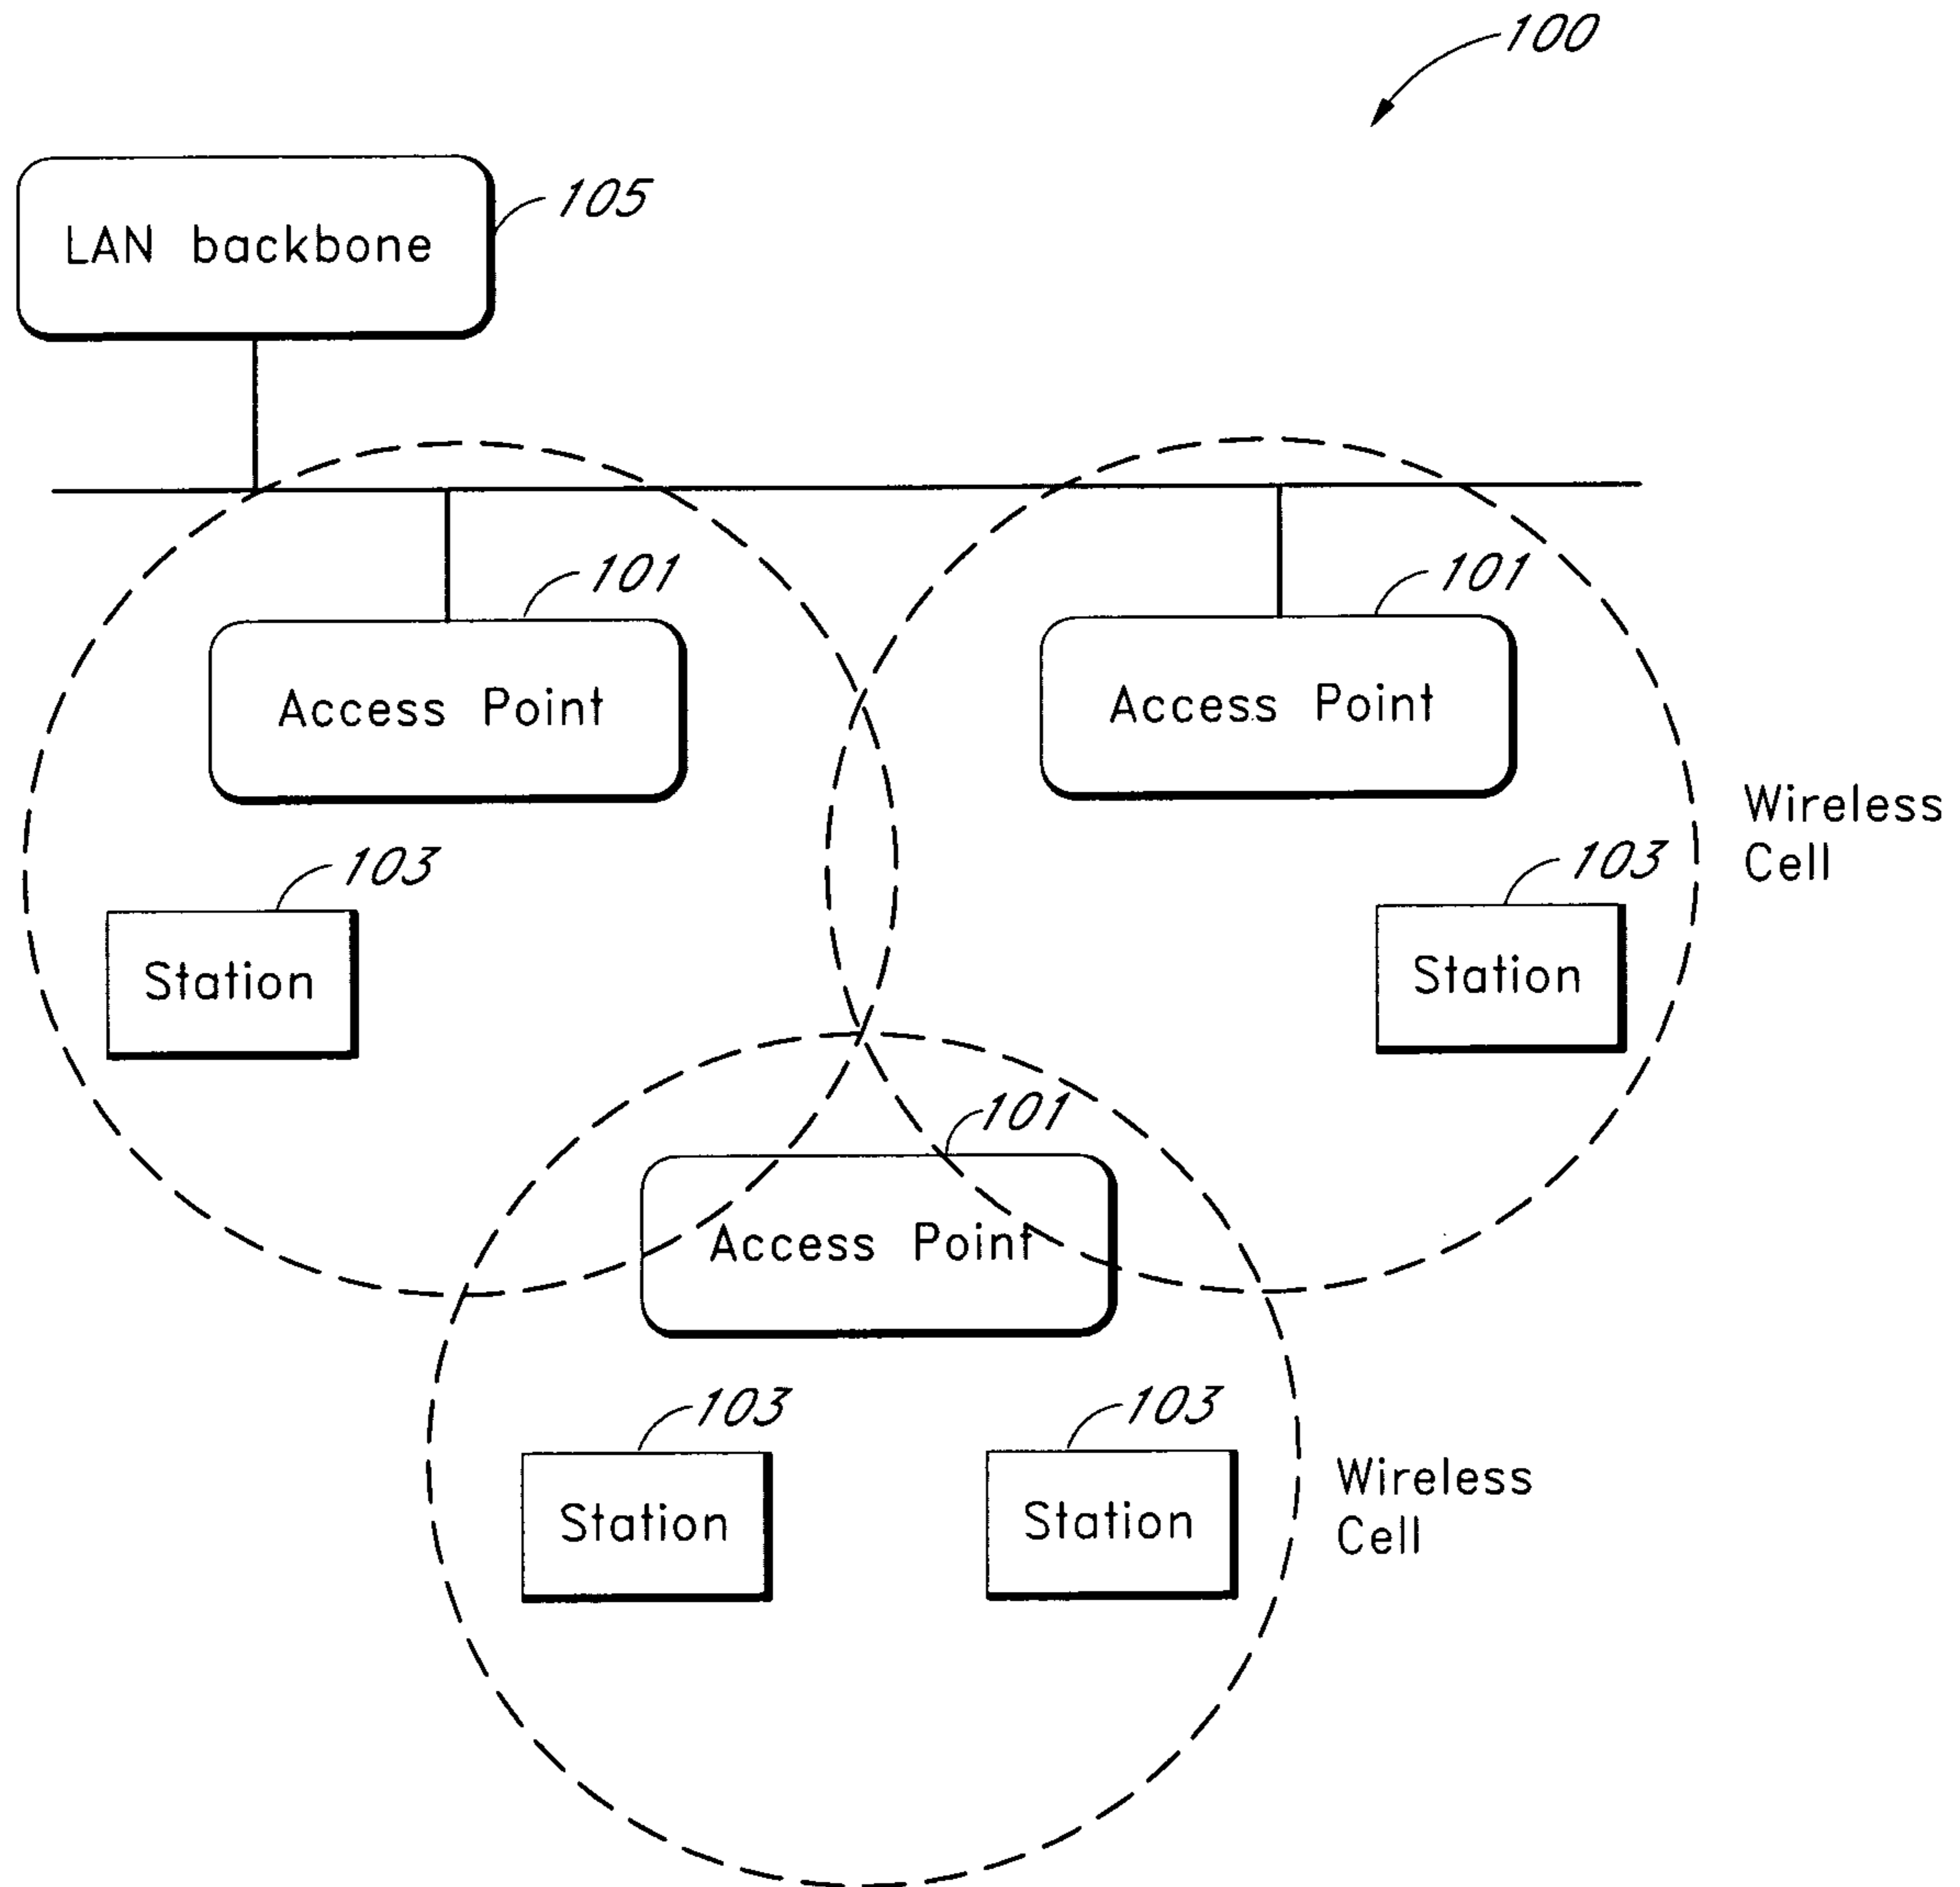 100
105
LAN backbone
101
101
Access Point
Access Point
Wireless
Cell
103
103
Station
Station
101
Access Point
103
103
Station
Station
Wireless
Cell